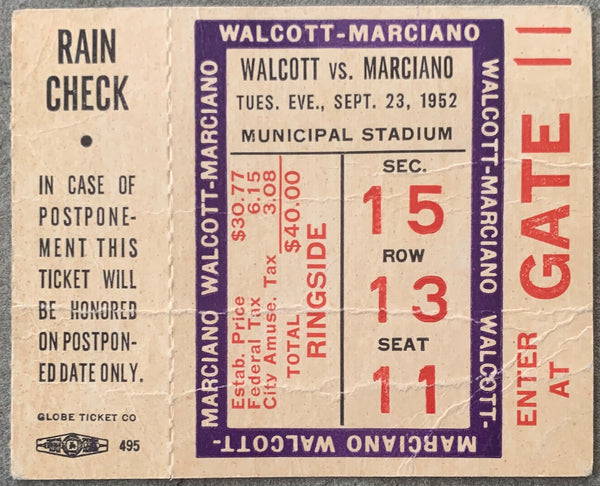 RAIN
CHECK
•
IN CASE OF
POSTPONE-
MENT THIS
TICKET WILL
BE HONORED
ON POSTPON-
ED DATE ONLY.
GLOBE TICKET CO
495
WALCOTT-MARCIANO
MARCIANO WALCOTT-MARCIANO
WALCOTT-MARCIANO WALCOTT-
MARCIANO WALCOTT-
WALCOTT vs. MARCIANO
TUES. EVE., SEPT. 23, 1952
MUNICIPAL STADIUM
Estab. Price $30.77
Federal Tax 6.15
City Amuse. Tax 3.08
TOTAL $40.00
RINGSIDE
SEC.
15
ROW
13
SEAT
11
ENTER AT GATE 11